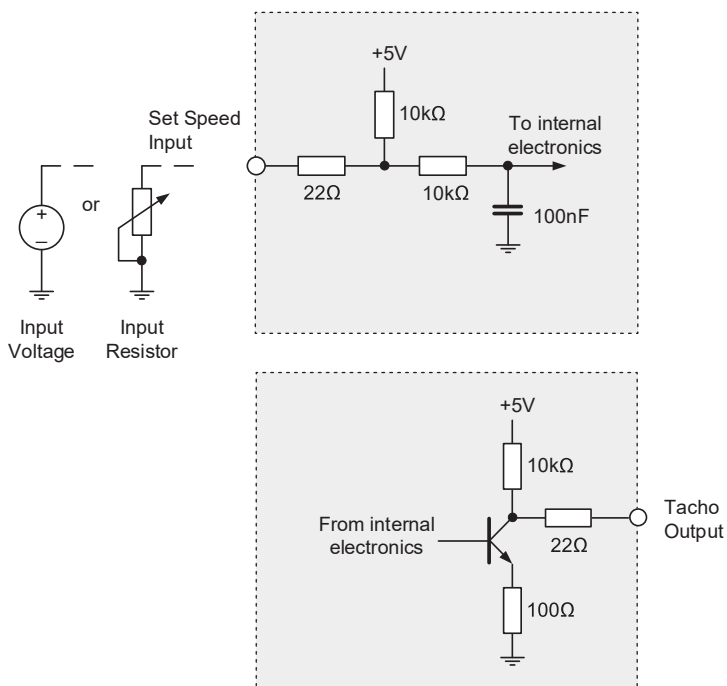 +5V
10kΩ
Set Speed
Input
To internal
electronics
22Ω
10kΩ
100nF
+
–
or
Input
Voltage
Input
Resistor
+5V
10kΩ
From internal
electronics
22Ω
Tacho
Output
100Ω